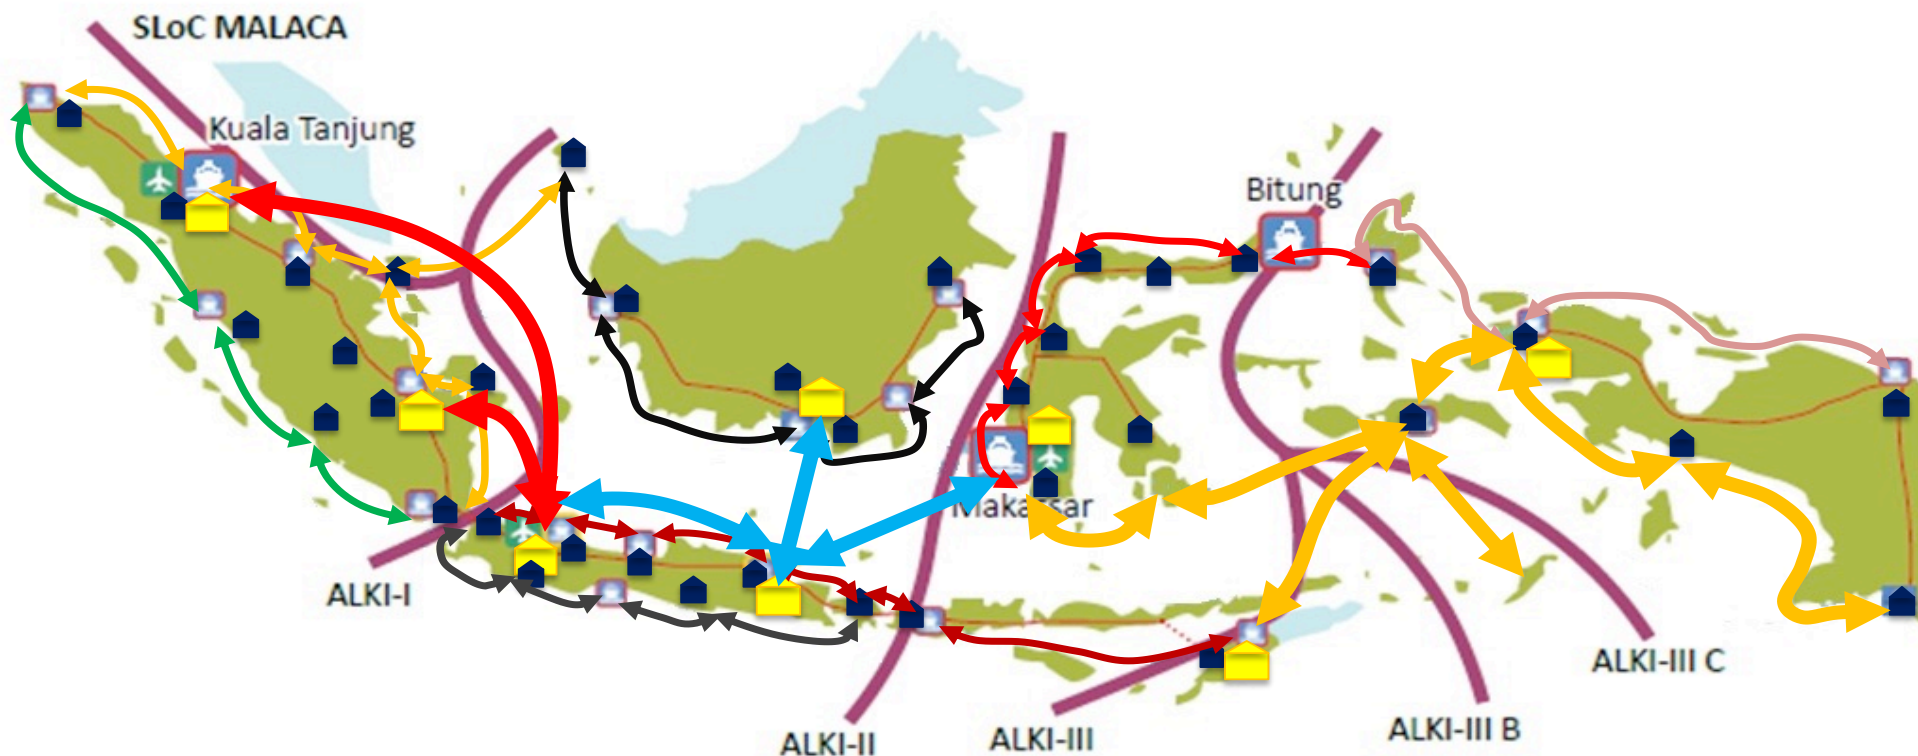 SLoC MALACA
Kuala Tanjung
Bitung
Makassar
ALKI-I
ALKI-II
ALKI-III
ALKI-III B
ALKI-III C